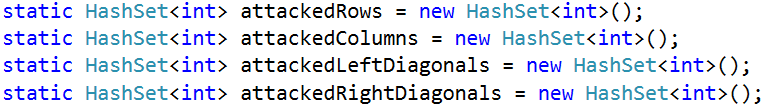 static HashSet<int> attackedRows = new HashSet<int>();
static HashSet<int> attackedColumns = new HashSet<int>();
static HashSet<int> attackedLeftDiagonals = new HashSet<int>();
static HashSet<int> attackedRightDiagonals = new HashSet<int>();